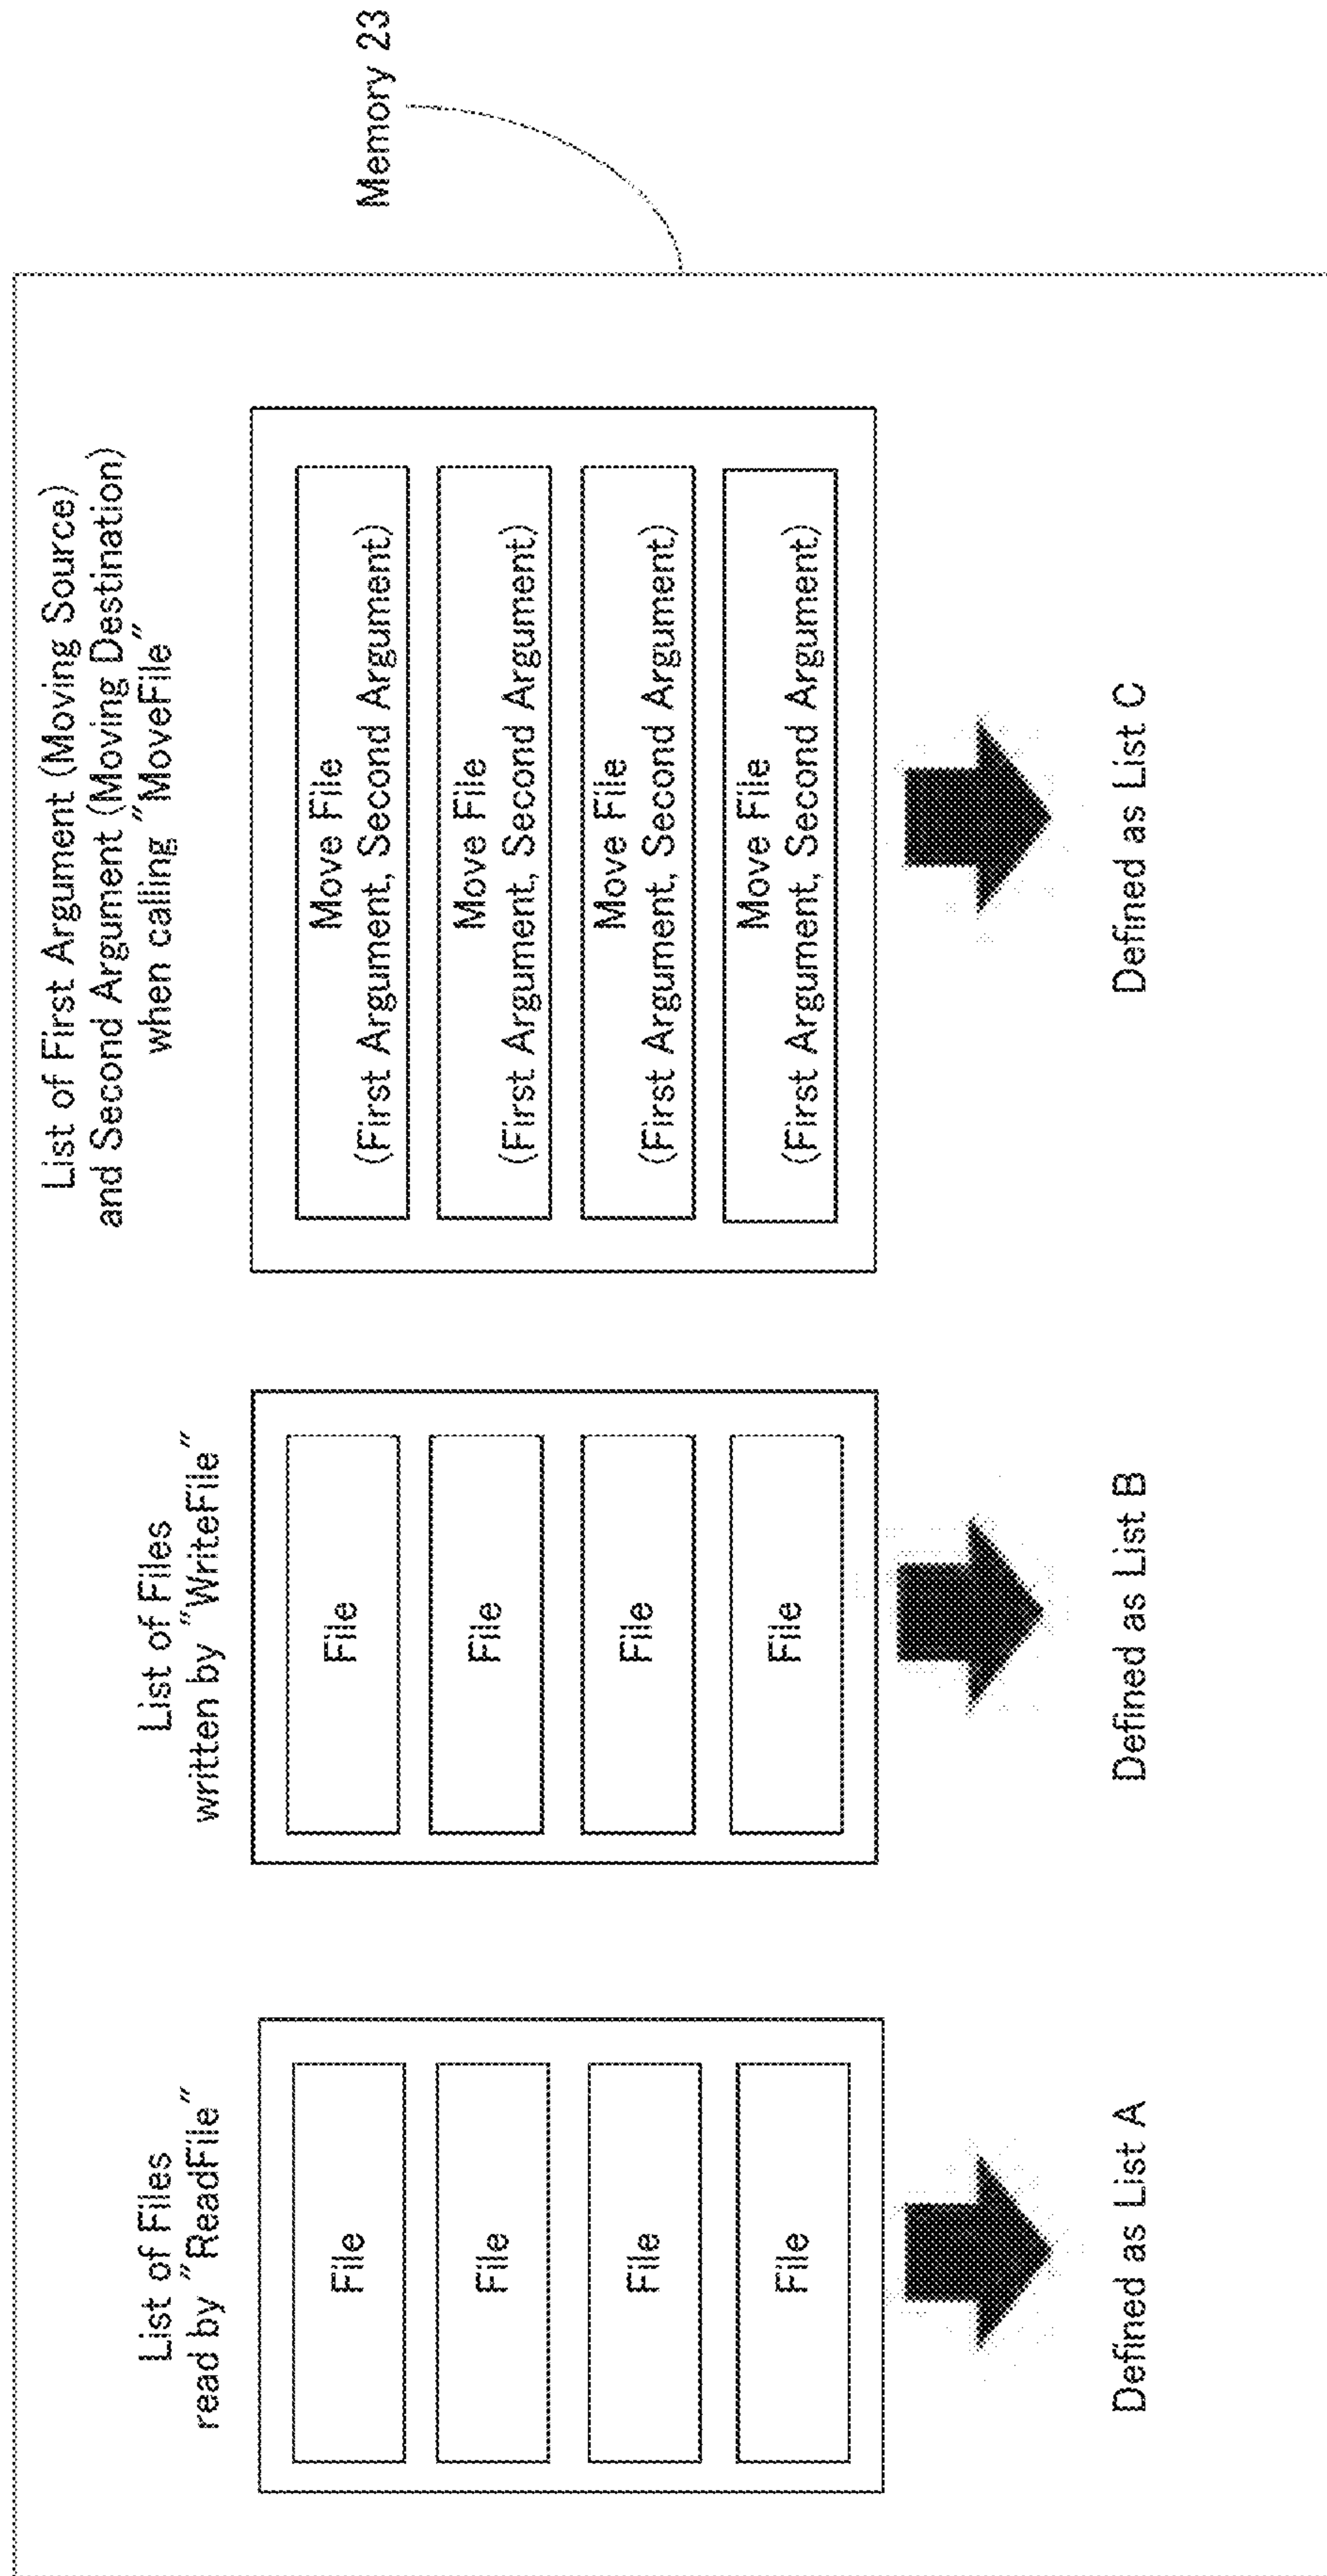 Memory 23
List of Files
read by "ReadFile"
File
File
File
File
Defined as List A
List of Files
written by "WriteFile"
File
File
File
File
Defined as List B
List of First Argument (Moving Source)
and Second Argument (Moving Destination)
when calling "MoveFile"
Move File
(First Argument, Second Argument)
Move File
(First Argument, Second Argument)
Move File
(First Argument, Second Argument)
Move File
(First Argument, Second Argument)
Defined as List C